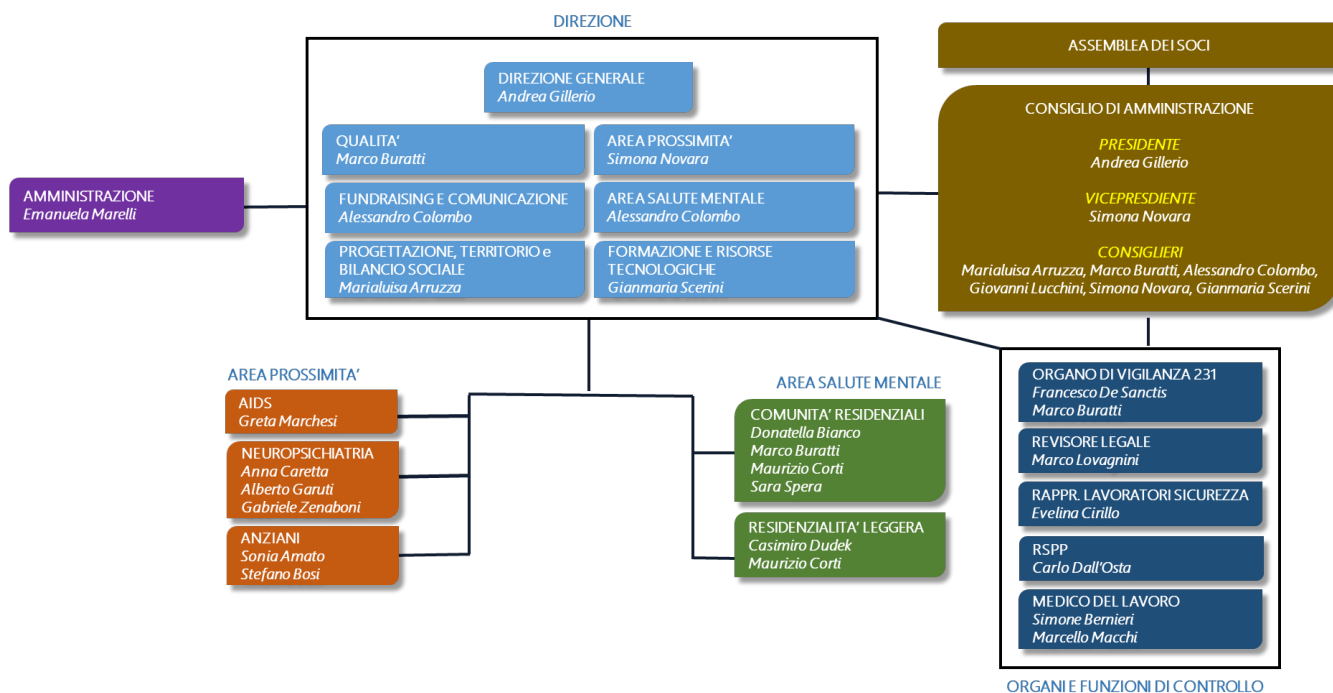 DIREZIONE
DIREZIONE GENERALE
Andrea Gillerio
QUALITA’
Marco Buratti
AREA PROSSIMITA’
Simona Novara
FUNDRAISING E COMUNICAZIONE
Alessandro Colombo
AREA SALUTE MENTALE
Alessandro Colombo
PROGETTAZIONE, TERRITORIO e
BILANCIO SOCIALE
Marialuisa Arruzza
FORMAZIONE E RISORSE
TECNOLOGICHE
Gianmaria Scerini
AMMINISTRAZIONE
Emanuela Marelli
ASSEMBLEA DEI SOCI
CONSIGLIO DI AMMINISTRAZIONE
PRESIDENTE
Andrea Gillerio
VICEPRESDIENTE
Simona Novara
CONSIGLIERI
Marialuisa Arruzza, Marco Buratti, Alessandro Colombo,
Giovanni Lucchini, Simona Novara, Gianmaria Scerini
AREA PROSSIMITA’
AIDS
Greta Marchesi
NEUROPSICHIATRIA
Anna Caretta
Alberto Garuti
Gabriele Zenaboni
ANZIANI
Sonia Amato
Stefano Bosi
AREA SALUTE MENTALE
COMUNITA’ RESIDENZIALI
Donatella Bianco
Marco Buratti
Maurizio Corti
Sara Spera
RESIDENZIALITA’ LEGGERA
Casimiro Dudek
Maurizio Corti
ORGANO DI VIGILANZA 231
Francesco De Sanctis
Marco Buratti
REVISORE LEGALE
Marco Lovagnini
RAPPR. LAVORATORI SICUREZZA
Evelina Cirillo
RSPP
Carlo Dall'Osta
MEDICO DEL LAVORO
Simone Bernieri
Marcello Macchi
ORGANI E FUNZIONI DI CONTROLLO